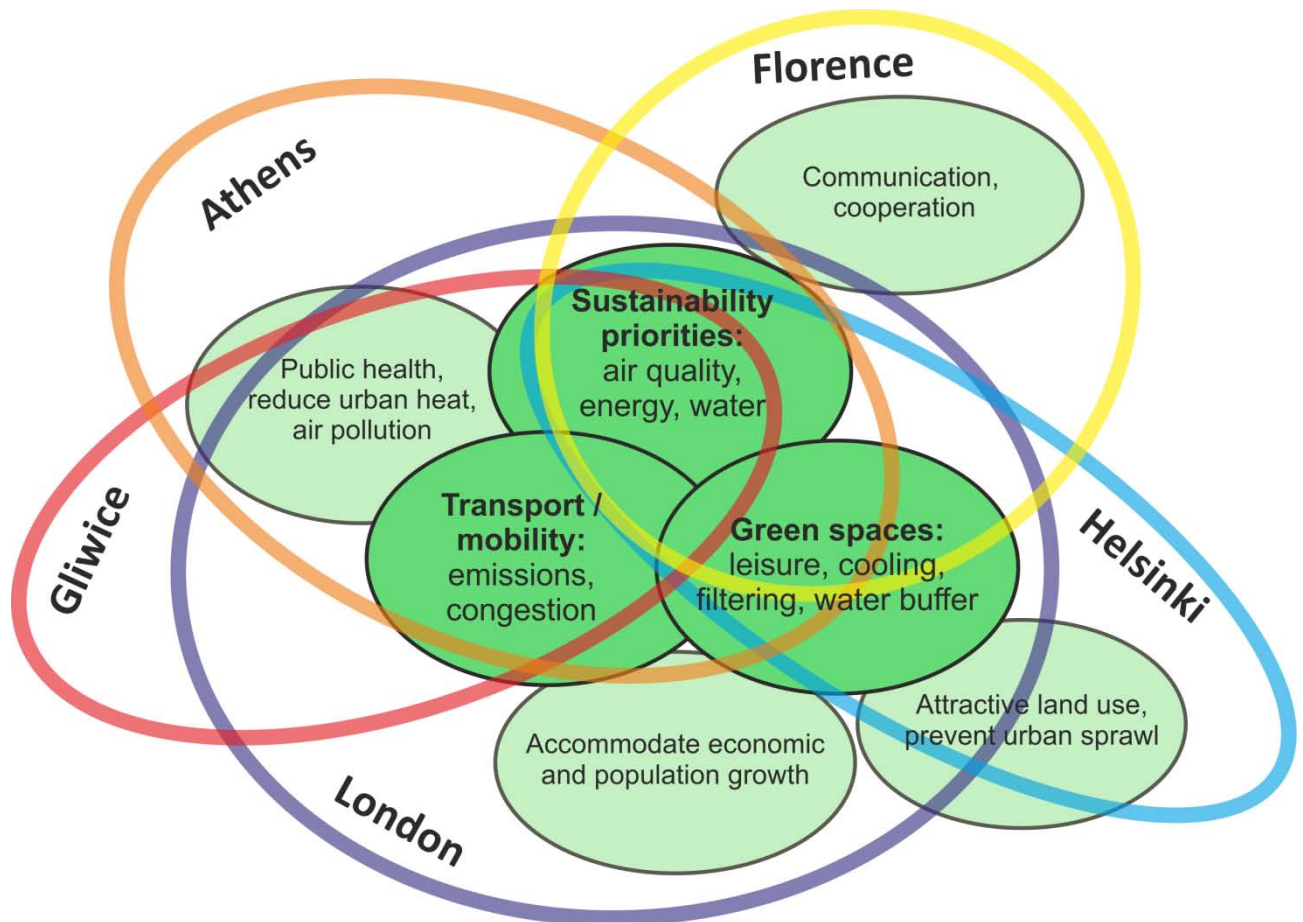 Florence
Athens
Communication,
cooperation
Sustainability
priorities:
air quality,
energy, water
Public health,
reduce urban heat,
air pollution
Gliwice
Transport /
mobility:
emissions,
congestion
Green spaces:
leisure, cooling,
filtering, water buffer
Helsinki
Attractive land use,
prevent urban sprawl
Accommodate economic
and population growth
London